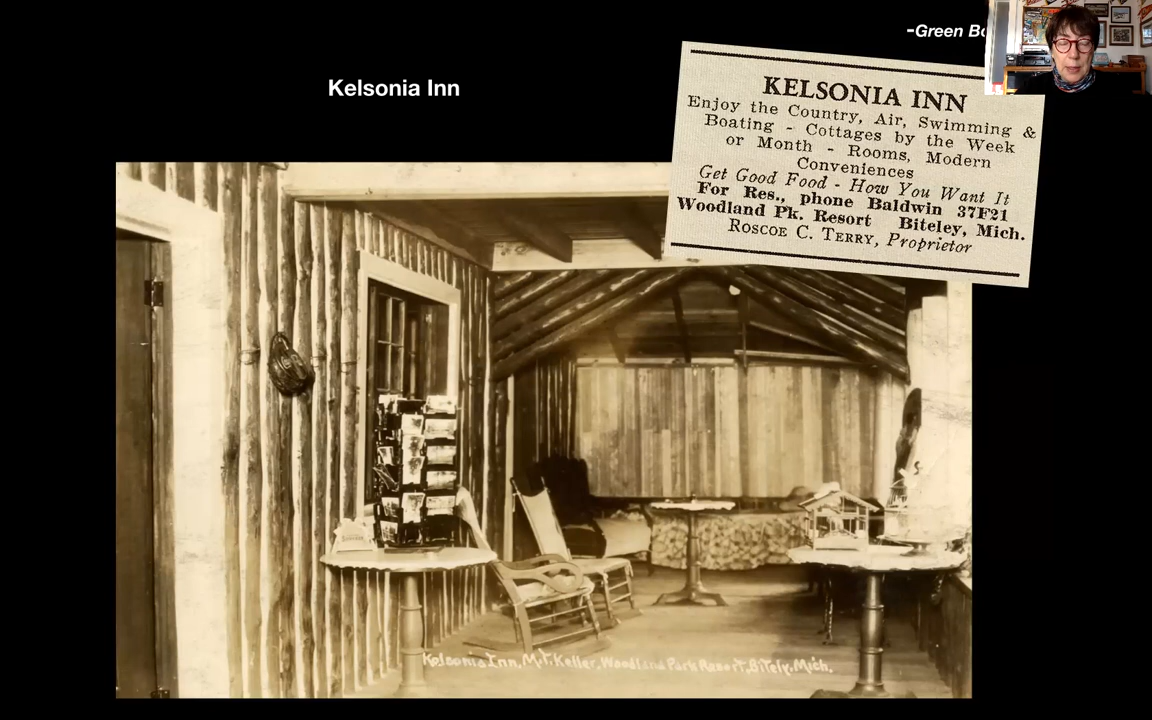 -Green
Kelsonia Inn
KELSONIA INN
Enjoy the Country, Air, Swimming &
Boating - Cottages by the Week
or Month - Rooms, Modern
Conveniences
Get Good Food - How You Want It
For Res., phone Baldwin 37F21
Woodland Pk. Resort Biteley, Mich.
ROSCOE C. TERRY, Proprietor
Kelsonia Inn, M.T. Keller, Woodland Park Resort, Bitely, Mich.